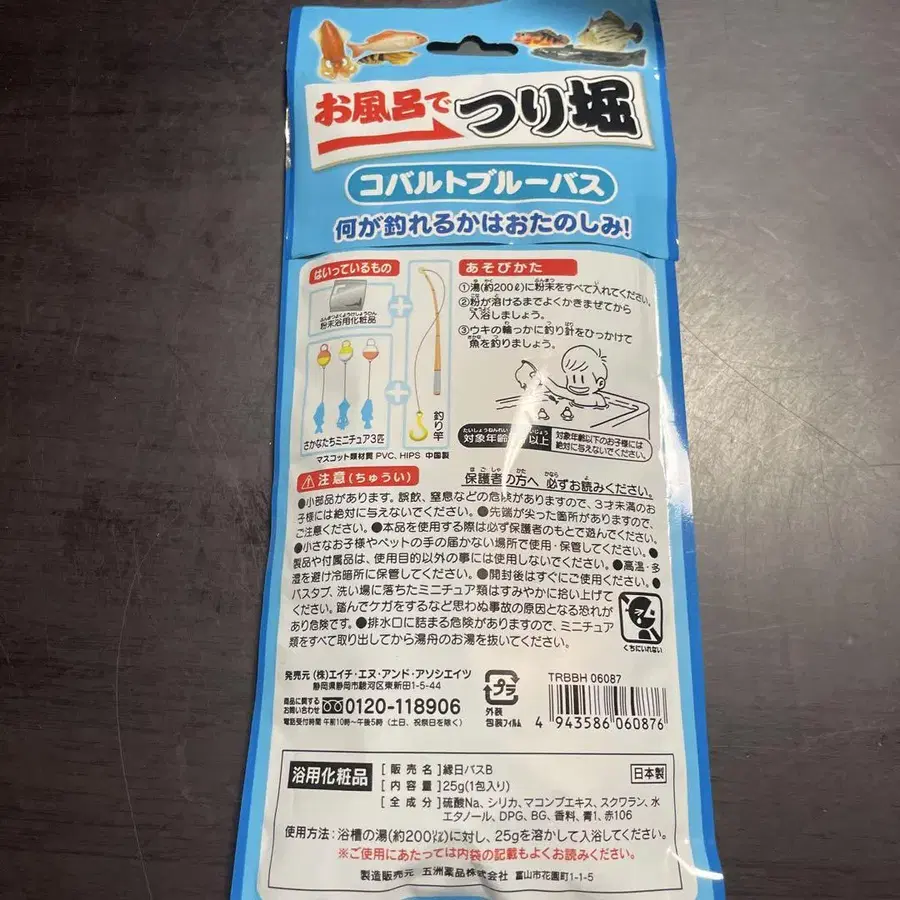 お風呂で つり堀
コバルトブルーバス
何が釣れるかはおたのしみ!
はいっているもの
粉末浴用化粧品
さかなたちミニチュア3匹
釣り竿
マスコット類材質 PVC、HIPS 中国製
あそびかた
①湯(約200ℓ)に粉末をすべて入れてください。
②粉が溶けるまでよくかきまぜてから
入浴しましょう。
③ウキの輪っかに釣り針をひっかけて
魚を釣りましょう。
対象年齢 以上
対象年齢以下のお子様には
絶対に与えないでください。
注意(ちゅうい)
保護者の方へ 必ずお読みください。
●小部品があります。誤飲、窒息などの危険がありますので、3才未満のお
子様には絶対に与えないでください。●先端が尖った箇所がありますので、
ご注意ください。●本品を使用する際は必ず保護者のもとで遊んでください。
●小さなお子様やペットの手の届かない場所で使用・保管してください。●
製品や付属品は、使用目的以外の事には使用しないでください。●高温・多
湿を避け冷暗所に保管してください。●開封後はすぐにご使用ください。●
バスタブ、洗い場に落ちたミニチュア類はすみやかに拾い上げて
ください。踏んでケガをするなど思わぬ事故の原因となる恐れが
あり危険です。●排水口に詰まる危険がありますので、ミニチュア
類をすべて取り出してから湯舟のお湯を抜いてください。
くちにいれない
発売元 (株)エイチ・エヌ・アンド・アソシエイツ
静岡県静岡市駿河区東新田1-5-44
商品に関する
お問い合わせ 0120-118906
電話受付時間 午前10時〜午後5時 (土日、祝祭日を除く)
プラ
外装
包装フィルム
TRBBH 06087
4 943586 060876
浴用化粧品
[販売名] 縁日バスB
日本製
[内容量] 25g(1包入り)
[全成分] 硫酸Na、シリカ、マコンブエキス、スクワラン、水
エタノール、DPG、BG、香料、青1、赤106
使用方法:浴槽の湯(約200ℓ)に対し、25gを溶かして入浴してください。
※ご使用にあたっては内袋の記載もよくお読みください。
製造販売元 五洲薬品株式会社 富山市花園町1-1-5